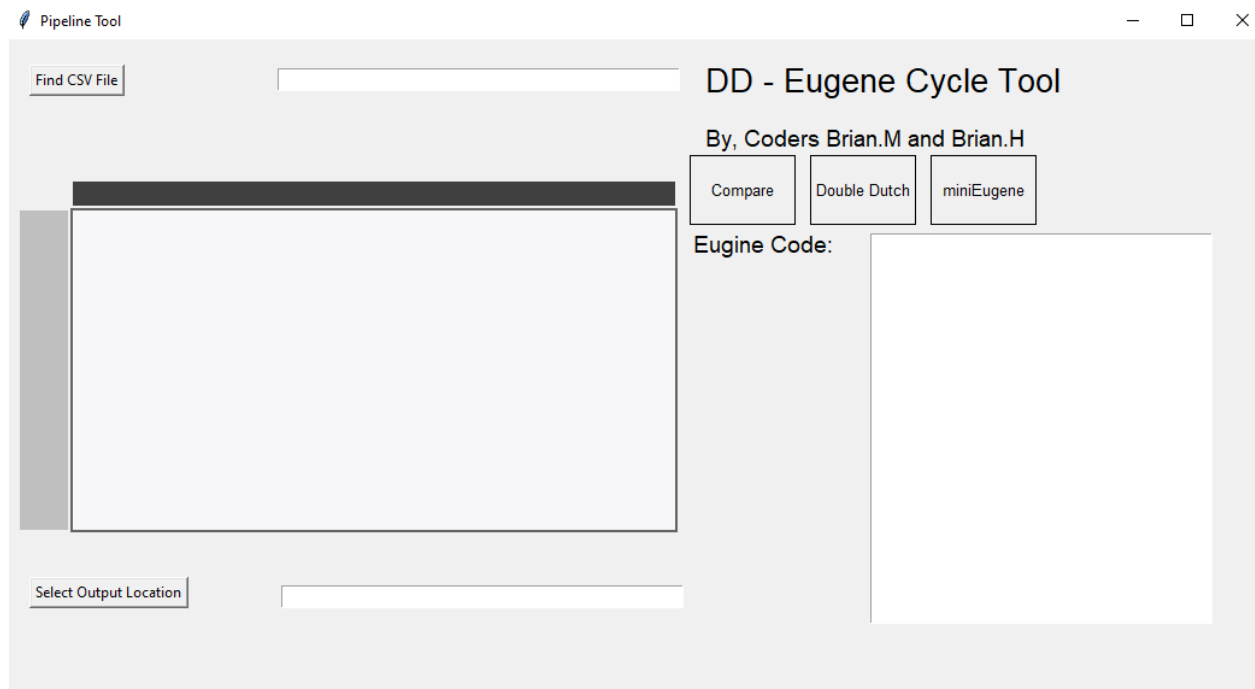 Pipeline Tool
Find CSV File
DD - Eugene Cycle Tool
By, Coders Brian.M and Brian.H
Compare
Double Dutch
miniEugene
Eugine Code:
Select Output Location